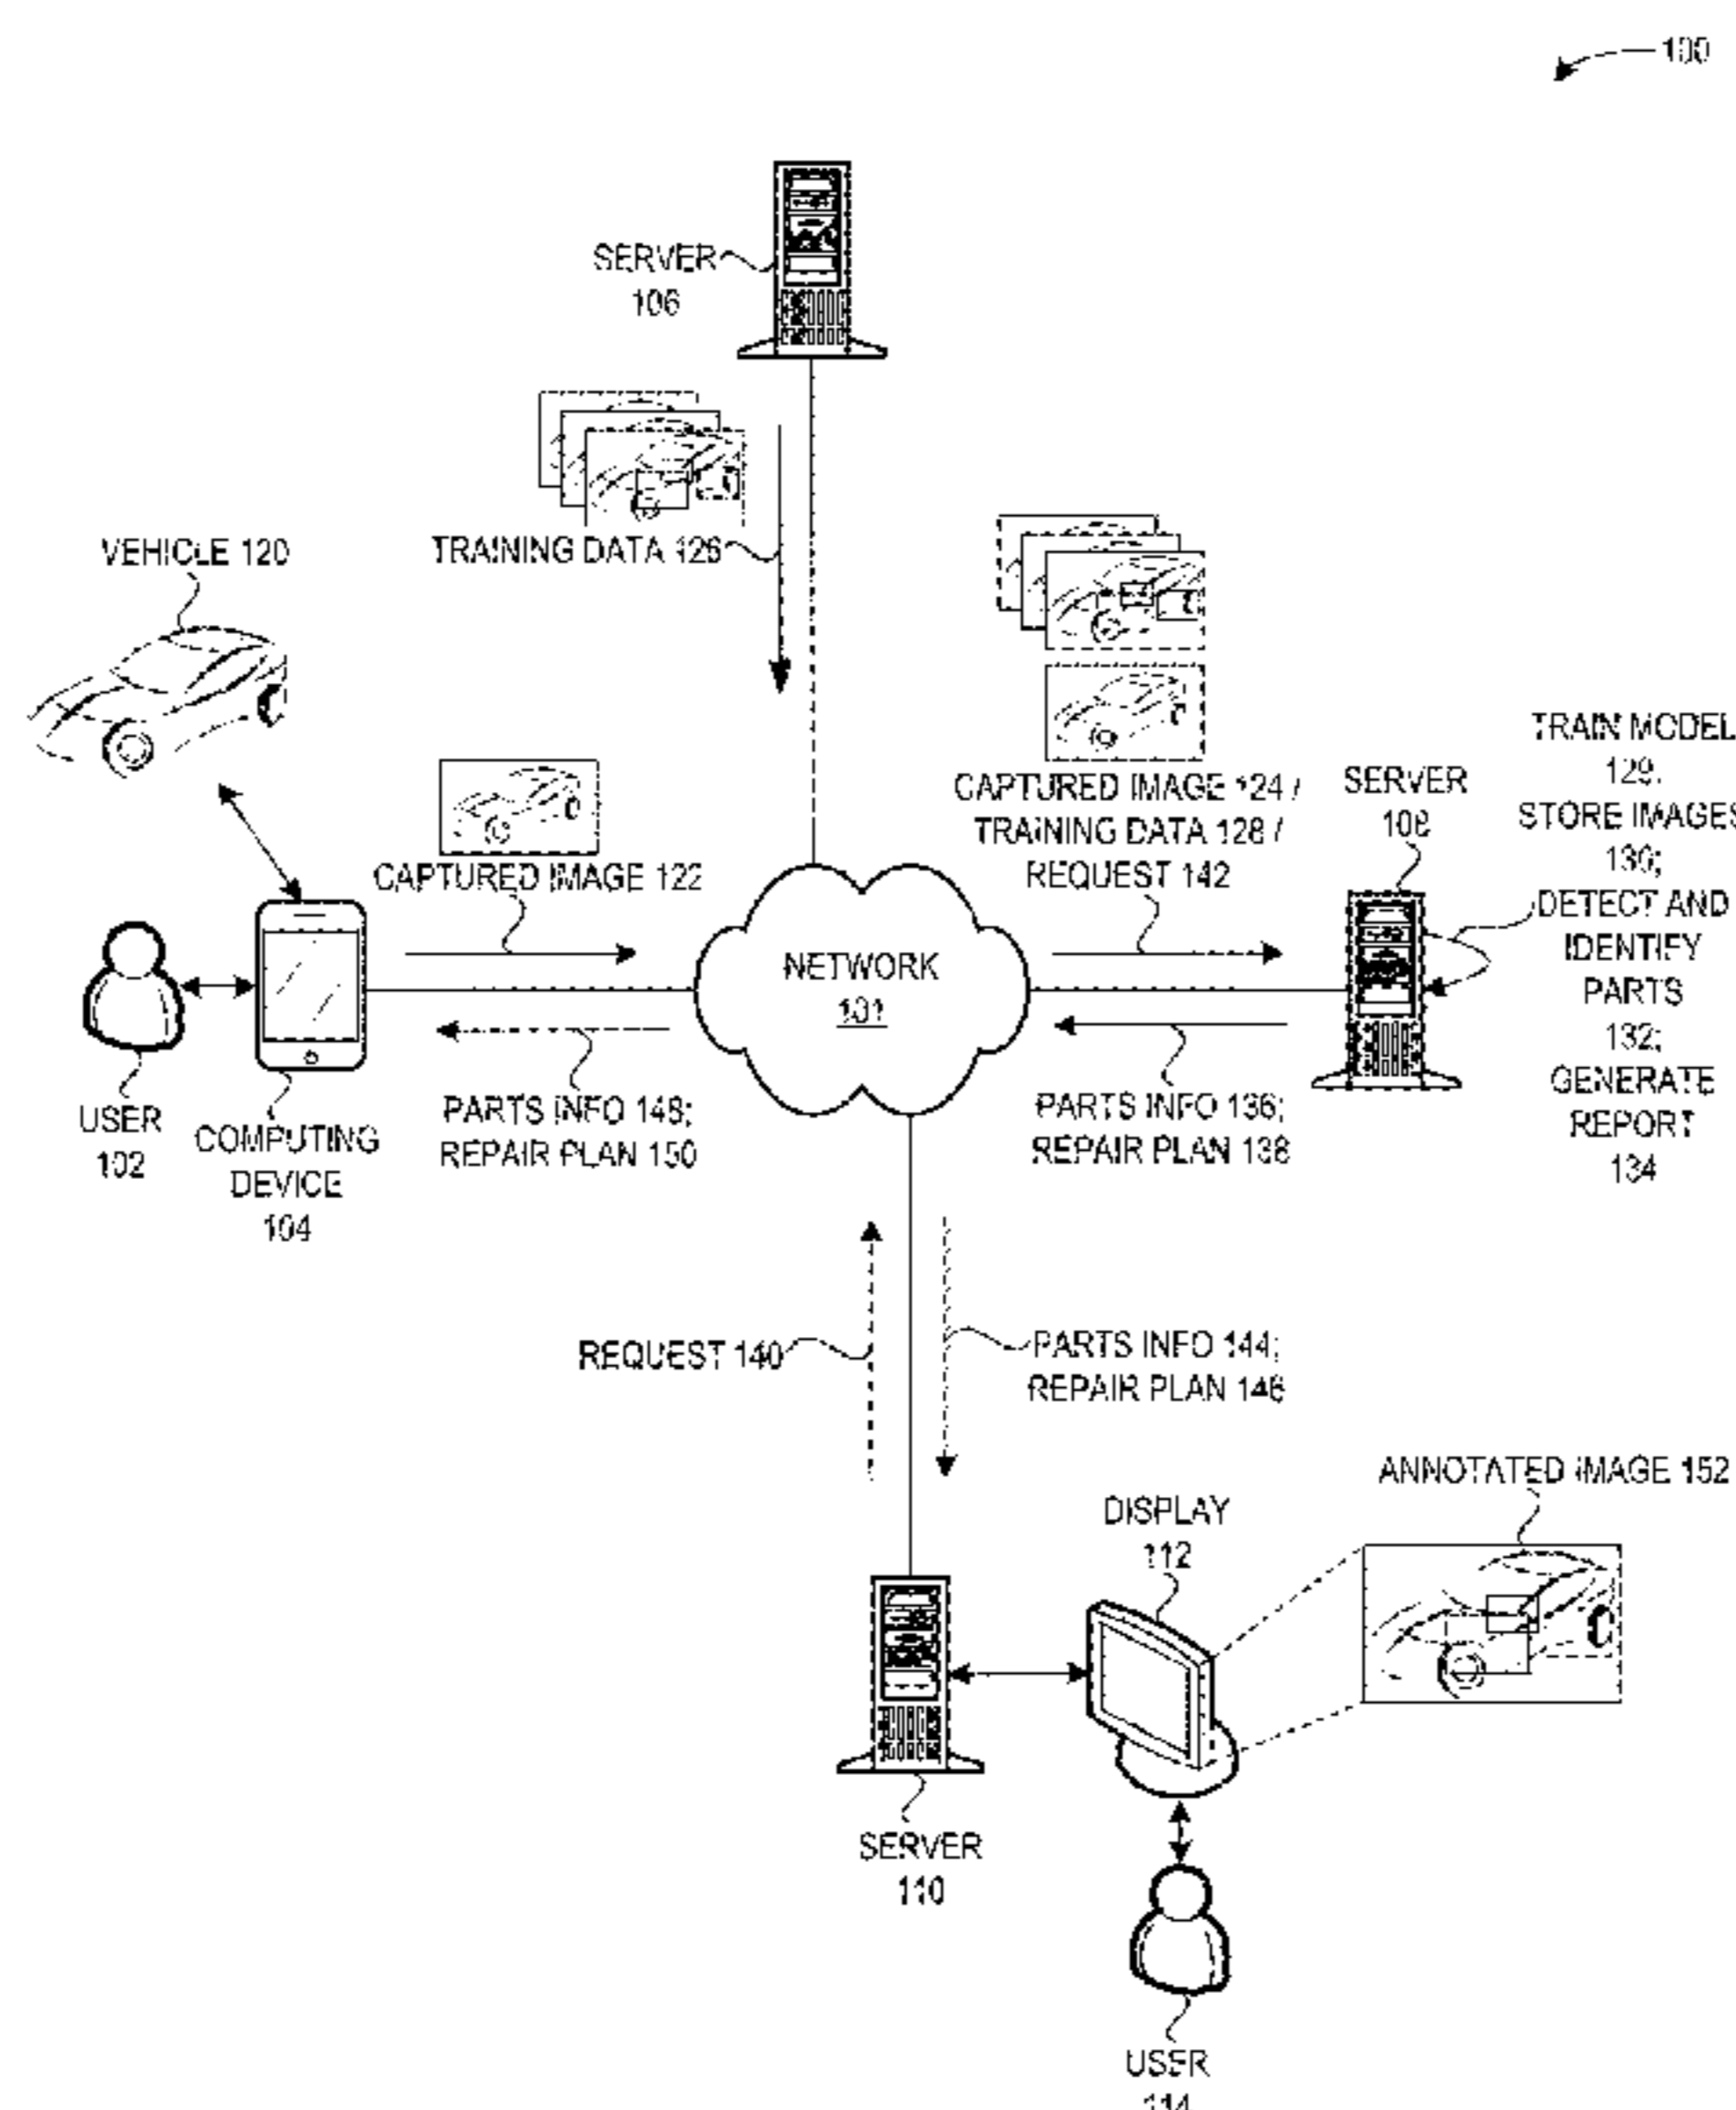 100
SERVER
106
TRAINING DATA 126
VEHICLE 120
CAPTURED IMAGE 122
CAPTURED IMAGE 124 /
TRAINING DATA 128 /
REQUEST 142
SERVER
108
TRAIN MODEL
129;
STORE IMAGES
130;
DETECT AND
IDENTIFY
PARTS
132;
GENERATE
REPORT
134
NETWORK
101
USER
102
COMPUTING
DEVICE
104
PARTS INFO 148;
REPAIR PLAN 150
PARTS INFO 136;
REPAIR PLAN 138
REQUEST 140
PARTS INFO 144;
REPAIR PLAN 146
ANNOTATED IMAGE 152
DISPLAY
112
SERVER
110
USER
114